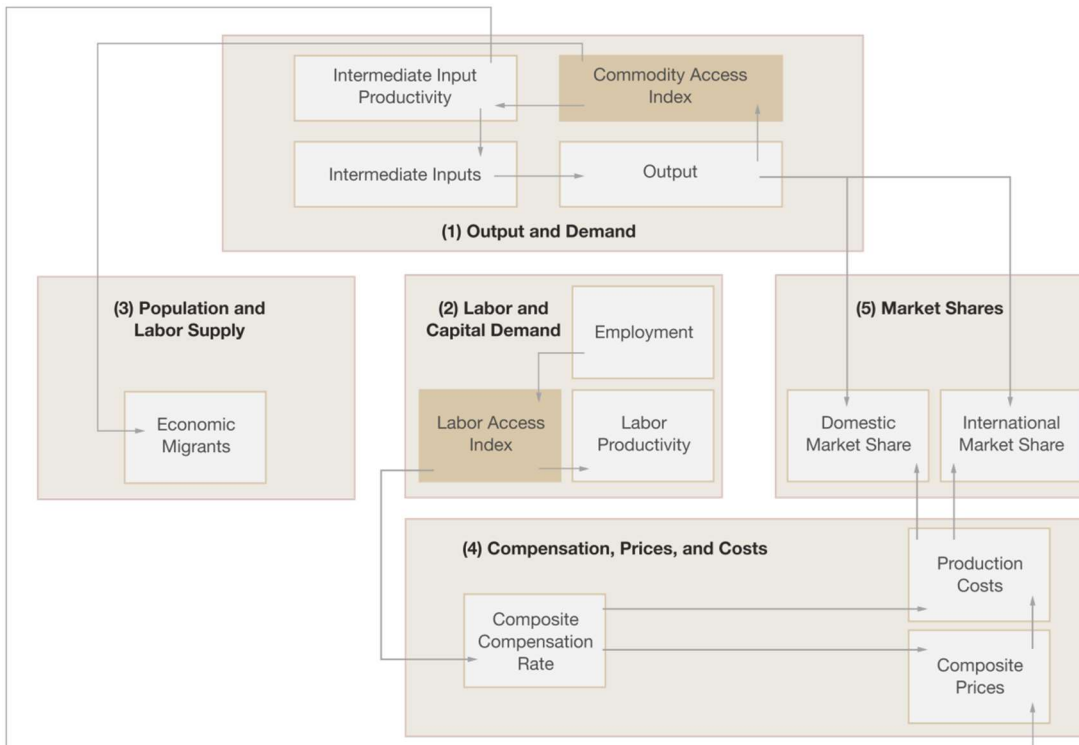 Intermediate Input
Productivity
Commodity Access
Index
Intermediate Inputs
Output
(1) Output and Demand
(3) Population and
Labor Supply
Economic
Migrants
(2) Labor and
Capital Demand
Employment
Labor Access
Index
Labor
Productivity
(5) Market Shares
Domestic
Market Share
International
Market Share
(4) Compensation, Prices, and Costs
Composite
Compensation
Rate
Production
Costs
Composite
Prices